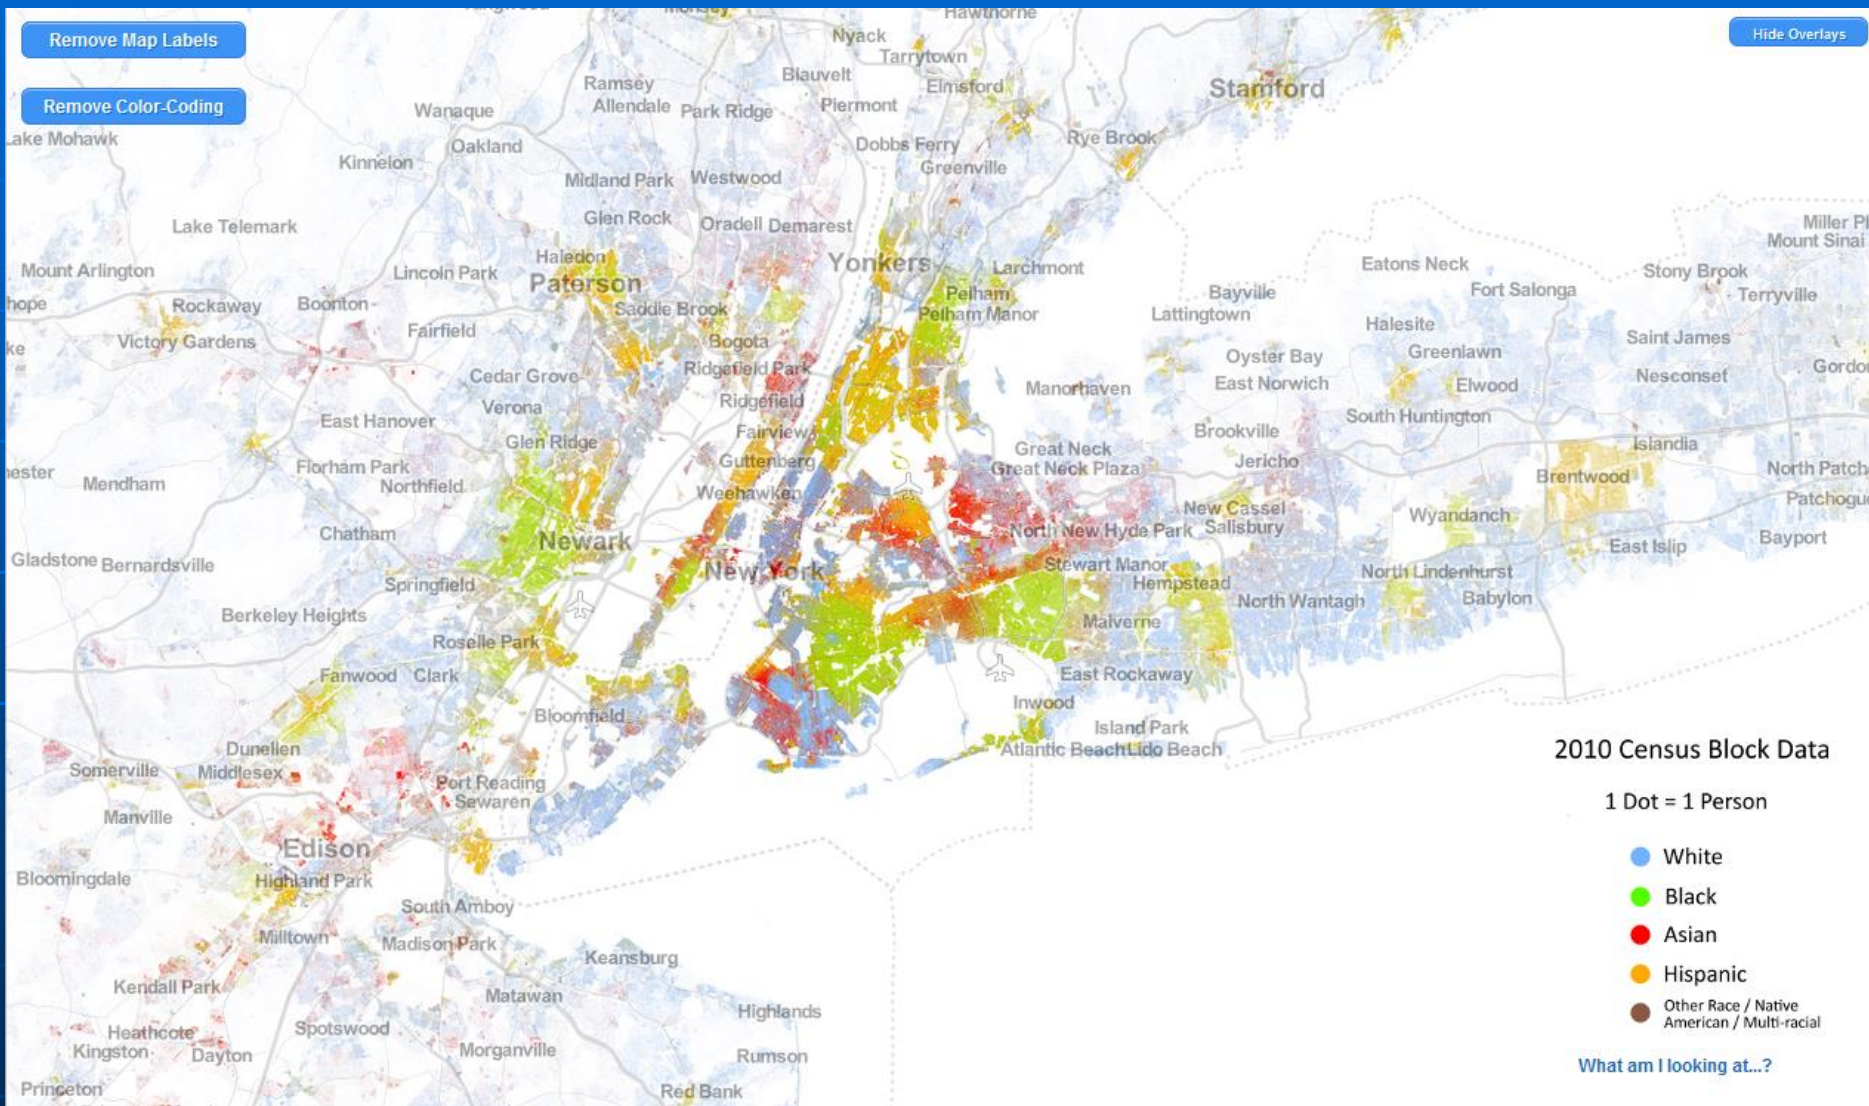 Hawthorne
Remove Map Labels
Nyack
Hide Overlays
Tarrytown
Blauvelt
Ramsey
Elmsford
Stamford
Remove Color-Coding
Allendale
Park Ridge
Piermont
Wanaque
Lake Mohawk
Oakland
Dobbs Ferry
Rye Brook
Kinnelon
Greenville
Midland Park
Westwood
Glen Rock
Oradell
Demarest
Lake Telemark
Miller Pl
Mount Sinai
Haledon
Yonkers
Larchmont
Eatons Neck
Mount Arlington
Lincoln Park
Paterson
Stony Brook
hope
Rockaway
Boonton
Saddle Brook
Pelham
Bayville
Fort Salonga
Terryville
Pelham Manor
Lattingtown
Halesite
Fairfield
Victory Gardens
Bogota
Saint James
ke
Oyster Bay
Greenlawn
Cedar Grove
Ridgefield Park
Manorhaven
East Norwich
Elwood
Nesconset
Gordo
Verona
Ridgefield
East Hanover
South Huntington
Glen Ridge
Fairview
Brookville
Islandia
Guttenberg
Great Neck
Great Neck Plaza
Jericho
Florham Park
hester
Mendham
Northfield
Weehawken
Brentwood
North Patch
Patchogu
New Cassel
Wyandanch
Chatham
Newark
North New Hyde Park
Salisbury
East Islip
Bayport
Gladstone
Bernardsville
Springfield
New York
Stewart Manor
Hempstead
North Lindenhurst
Berkeley Heights
North Wantagh
Babylon
Roselle Park
Malverne
Fanwood
Clark
East Rockaway
Bloomfield
Inwood
Island Park
Atlantic Beach
Lido Beach
Dunellen
Somerville
Middlesex
Port Reading
Sewaren
Manville
Edison
Bloomingdale
Highland Park
South Amboy
Milltown
Madison Park
Keansburg
Kendall Park
Matawan
Highlands
Heathcote
Spotswood
Kingston
Dayton
Morganville
Rumson
Princeton
Red Bank
2010 Census Block Data
1 Dot = 1 Person
White
Black
Asian
Hispanic
Other Race / Native
American / Multi-racial
What am I looking at...?